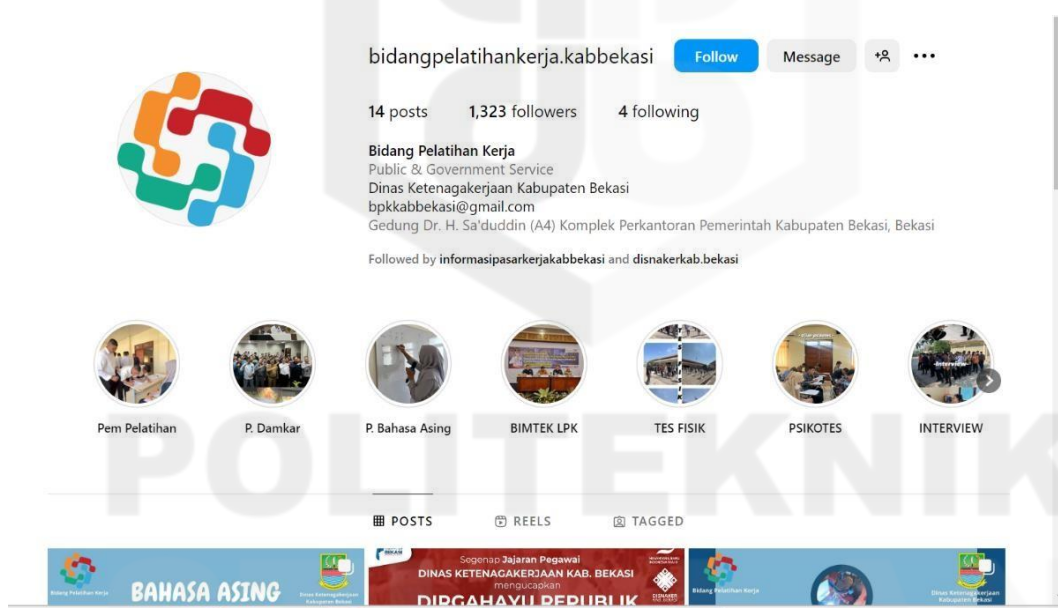 bidangpelatihankerja.kabbekasi Follow Message
14 posts 1,323 followers 4 following
Bidang Pelatihan Kerja
Public & Government Service
Dinas Ketenagakerjaan Kabupaten Bekasi
bpkkabbekasi@gmail.com
Gedung Dr. H. Sa'duddin (A4) Komplek Perkantoran Pemerintah Kabupaten Bekasi, Bekasi
Followed by informasipasarkerjakabbekasi and disnakerkab.bekasi
Interview
Pem Pelatihan P. Damkar P. Bahasa Asing BIMTEK LPK TES FISIK PSIKOTES INTERVIEW
POLITEKNIK
POSTS REELS TAGGED
Bidang Pelatihan Kerja
BAHASA ASING
Dinas Ketenagakerjaan
Kabupaten Bekasi
BEKASI
Segenap Jajaran Pegawai
DINAS KETENAGAKERJAAN KAB. BEKASI
mengucapkan
DIRGAHAYU REPUBLIK
DISNAKER
Bidang Pelatihan Kerja
Dinas Ketenagakerjaan
Kabupaten Bekasi